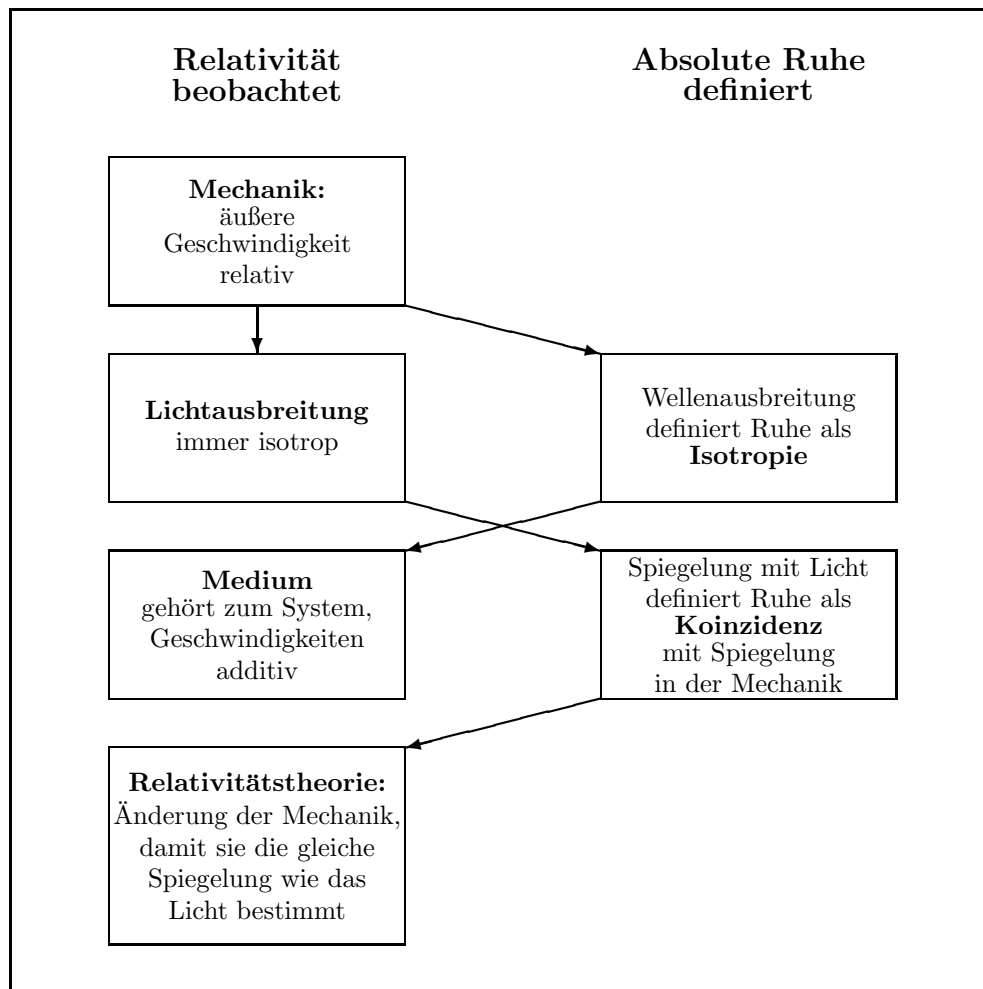 Relativität
beobachtet
Absolute Ruhe
definiert
Mechanik:
äußere
Geschwindigkeit
relativ
Lichtausbreitung
immer isotrop
Wellenausbreitung
definiert Ruhe als
Isotropie
Medium
gehört zum System,
Geschwindigkeiten
additiv
Spiegelung mit Licht
definiert Ruhe als
Koinzidenz
mit Spiegelung
in der Mechanik
Relativitätstheorie:
Änderung der Mechanik,
damit sie die gleiche
Spiegelung wie das
Licht bestimmt